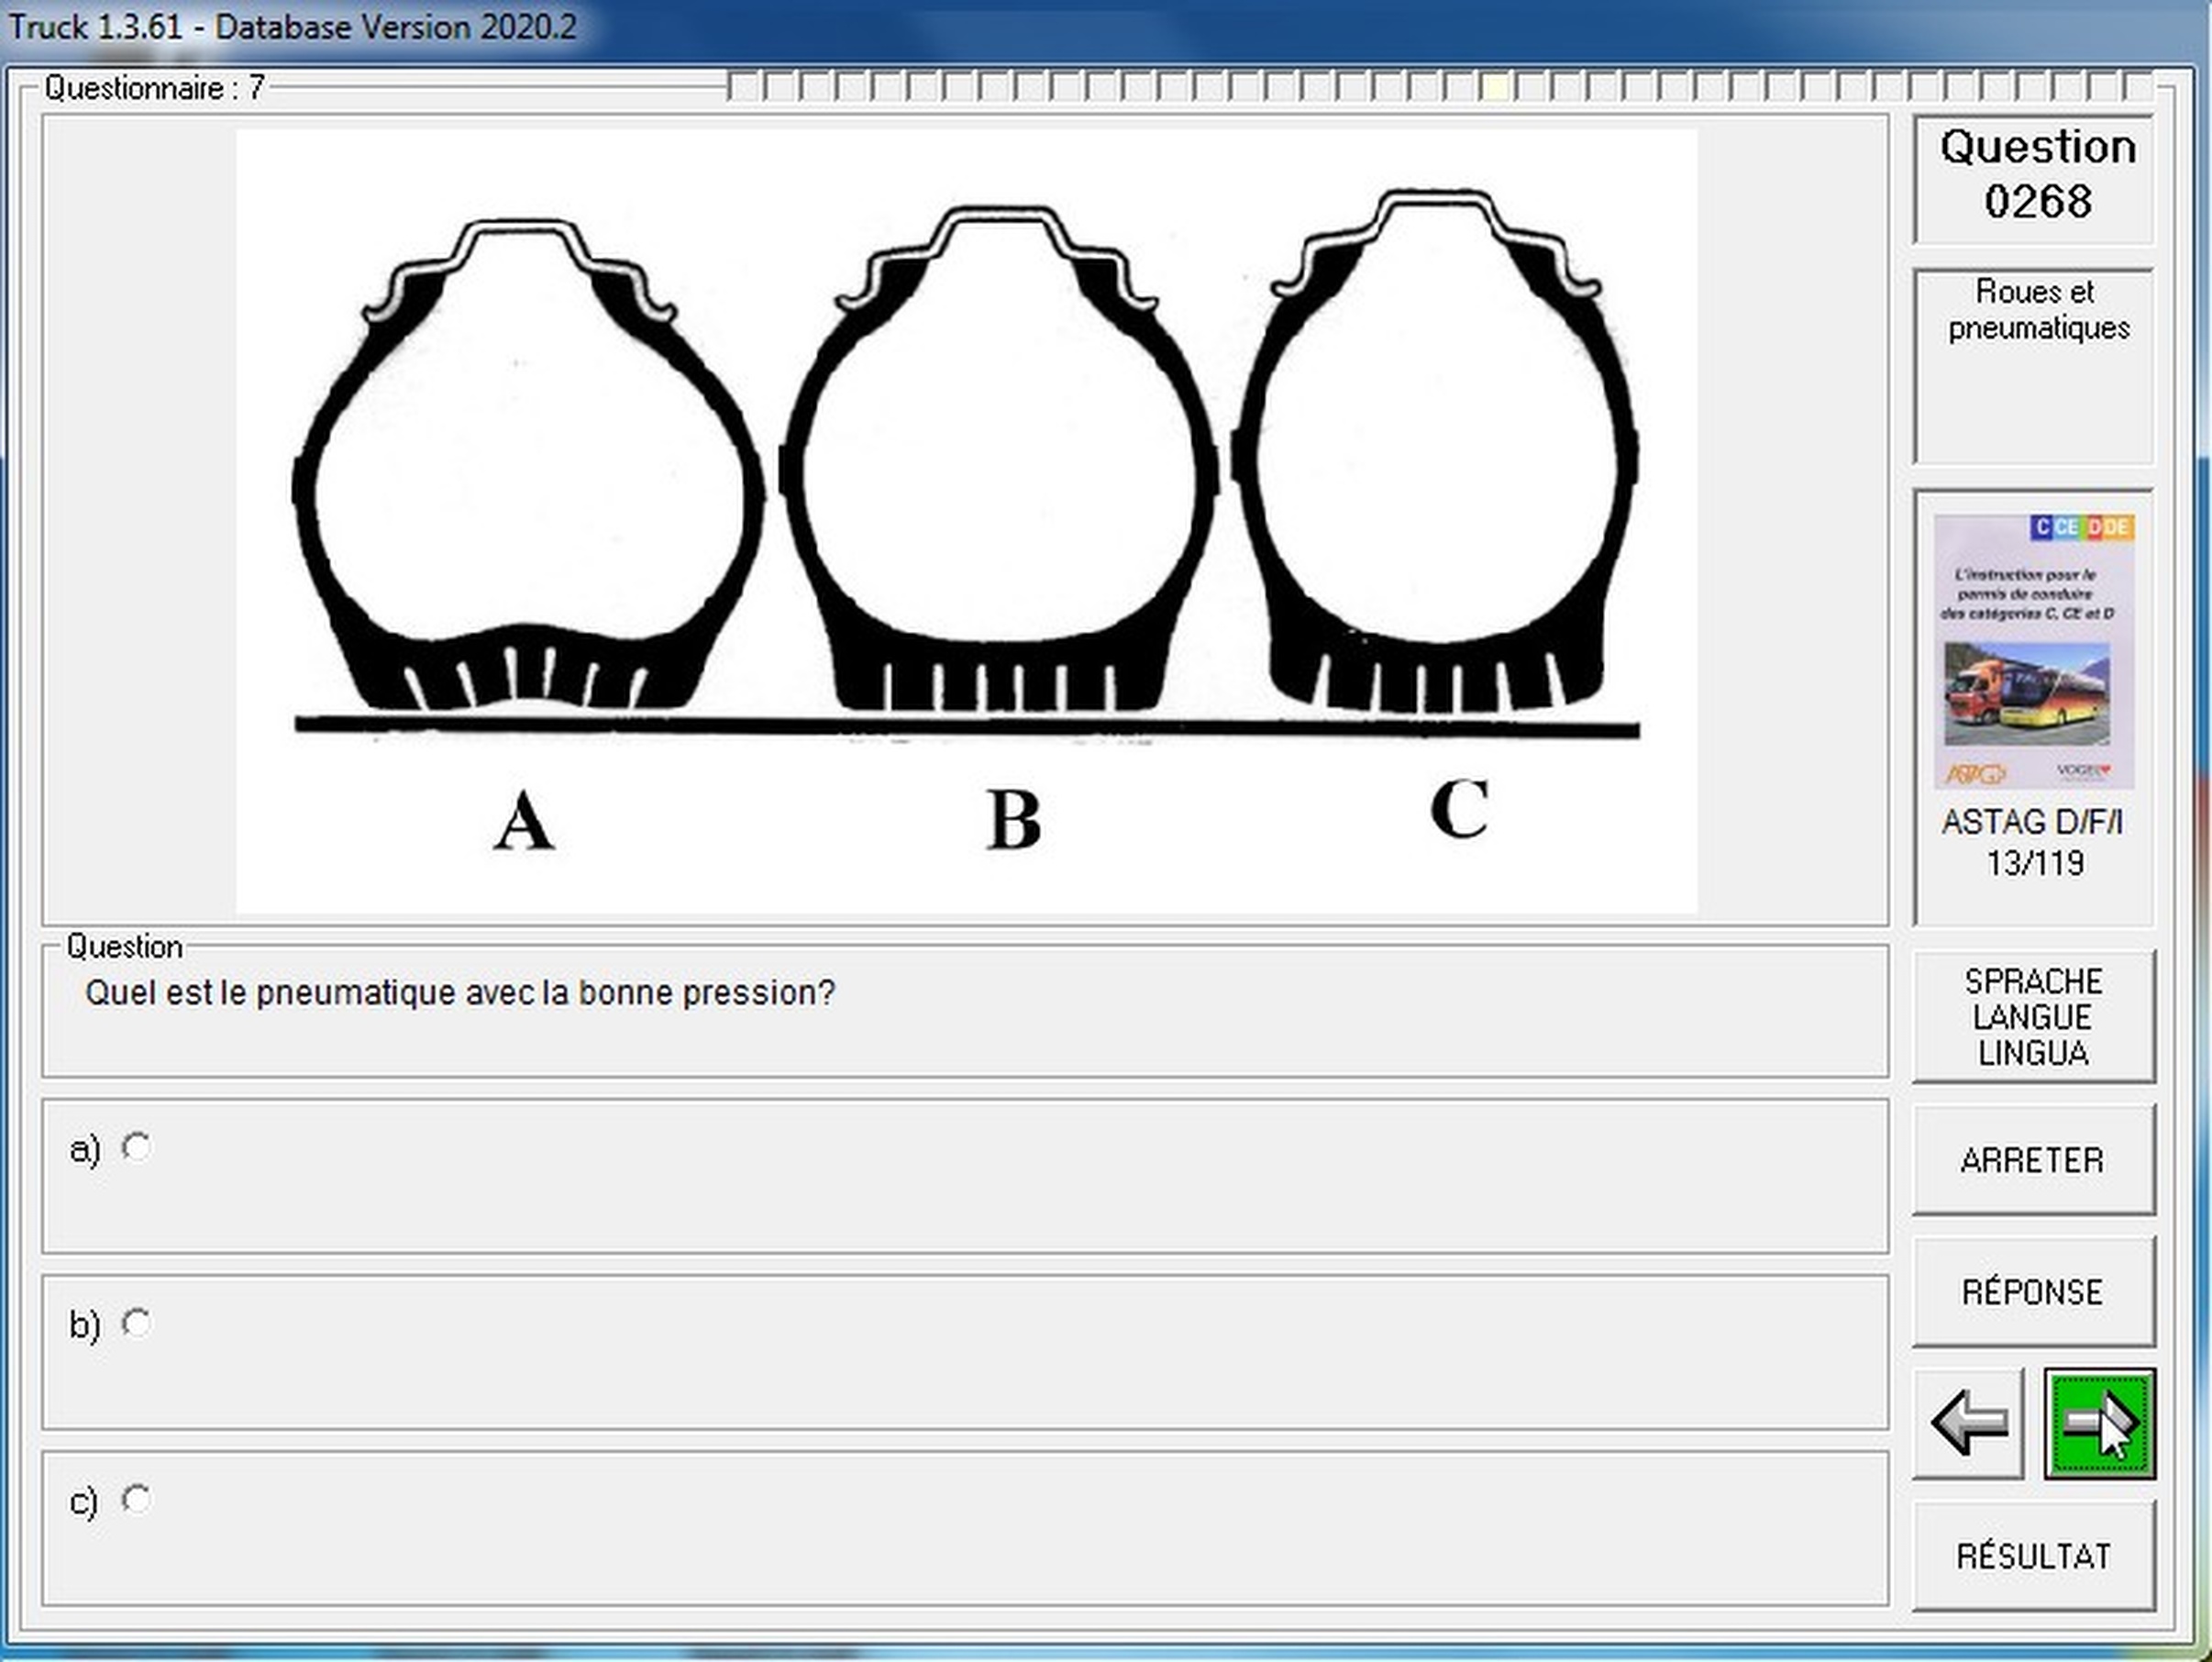 Truck 1.3.61 - Database Version 2020.2
Questionnaire : 7
A
B
C
Question
0268
Roues et
pneumatiques
C CE D DE
L'instruction pour le
permis de conduire
des catégories C, CE et D
ASTAG
VOGEL
ASTAG D/F/I
13/119
Question
Quel est le pneumatique avec la bonne pression?
a)
b)
c)
SPRACHE
LANGUE
LINGUA
ARRETER
RÉPONSE
RÉSULTAT